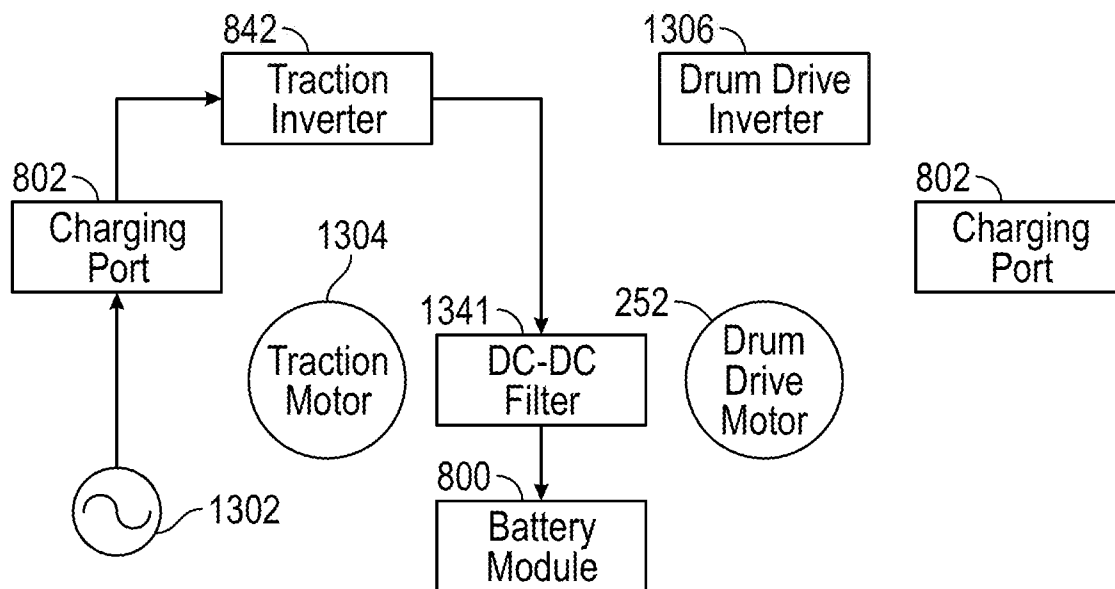 842
Traction
Inverter
1306
Drum Drive
Inverter
802
Charging
Port
802
Charging
Port
1304
Traction
Motor
1341
DC-DC
Filter
252
Drum
Drive
Motor
1302
800
Battery
Module